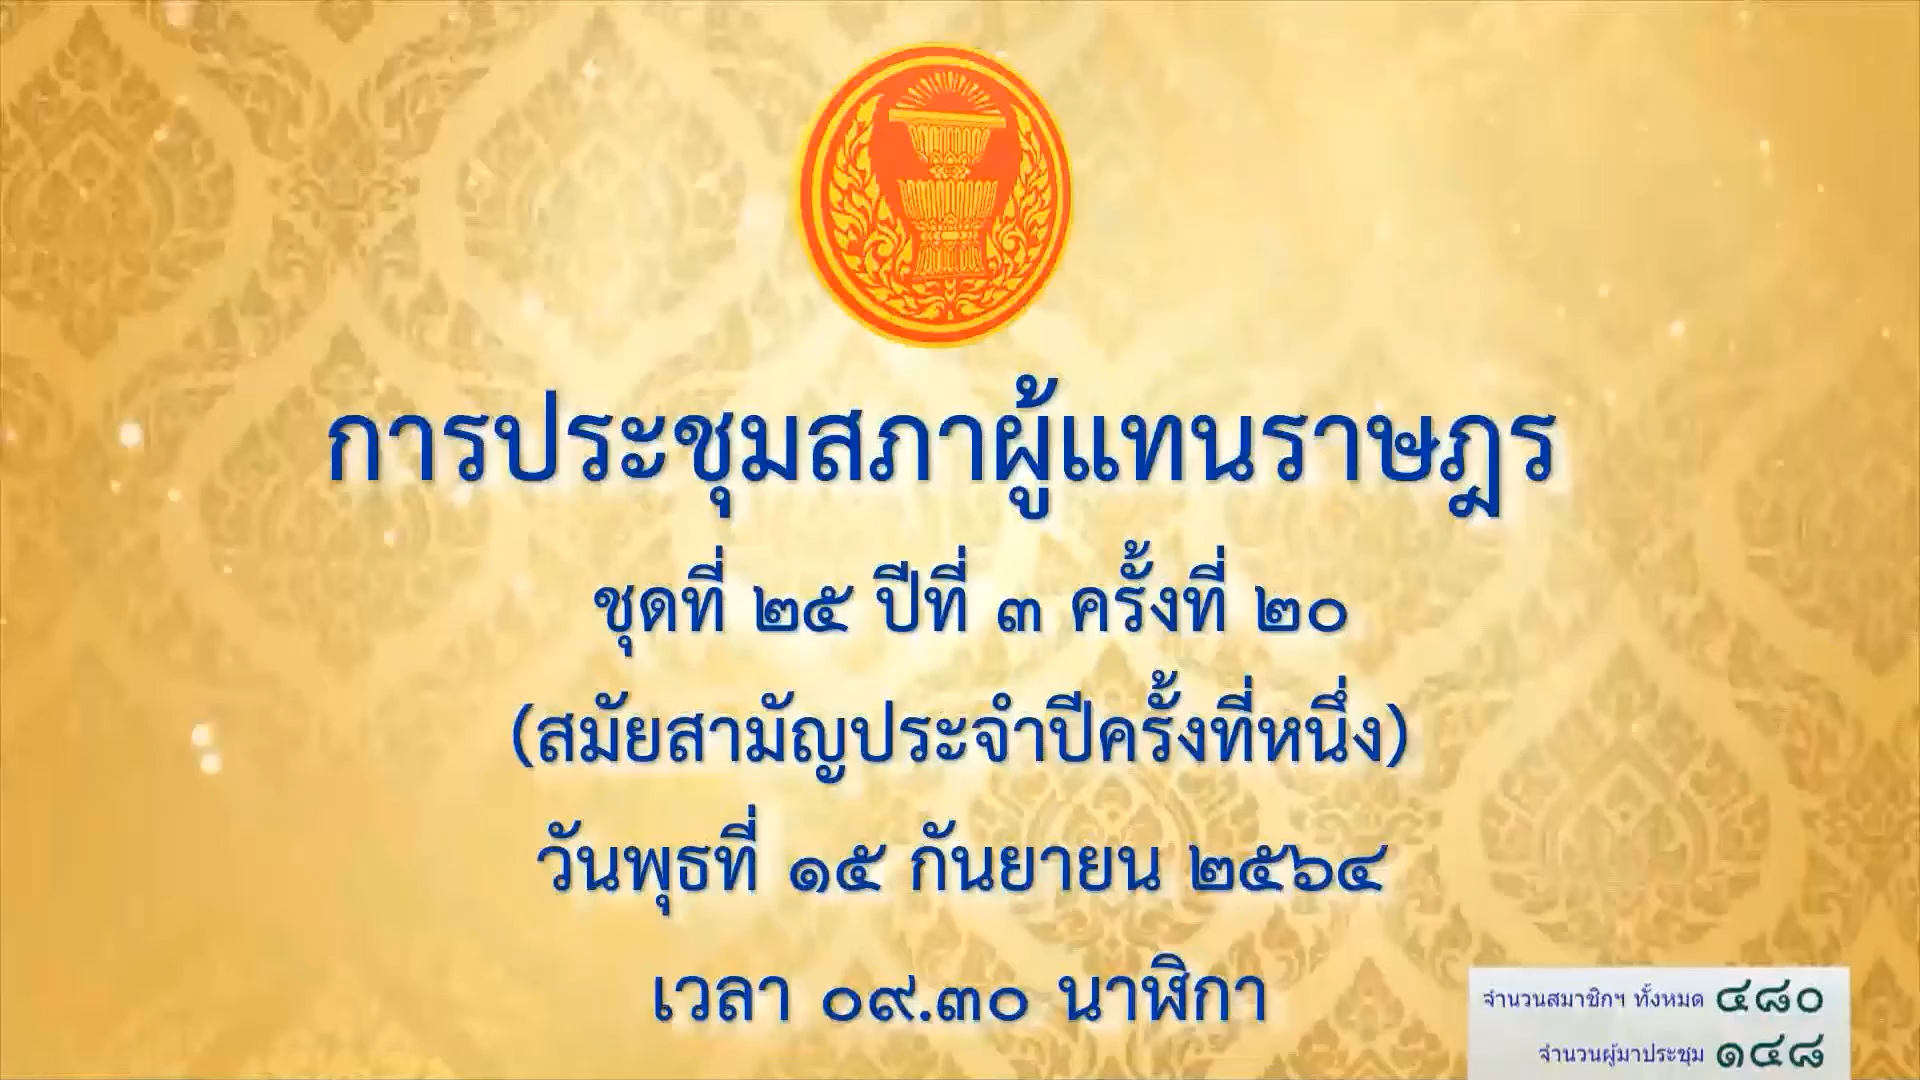 การประชุมสภาผู้แทนราษฎร
ชุดที่ ๒๕ ปีที่ ๓ ครั้งที่ ๒๐
(สมัยสามัญประจำปีครั้งที่หนึ่ง)
วันพุธที่ ๑๕ กันยายน ๒๕๖๔
เวลา ๐๙.๓๐ นาฬิกา
จำนวนสมาชิกฯ ทั้งหมด ๔๘๐
จำนวนผู้มาประชุม ๑๔๘